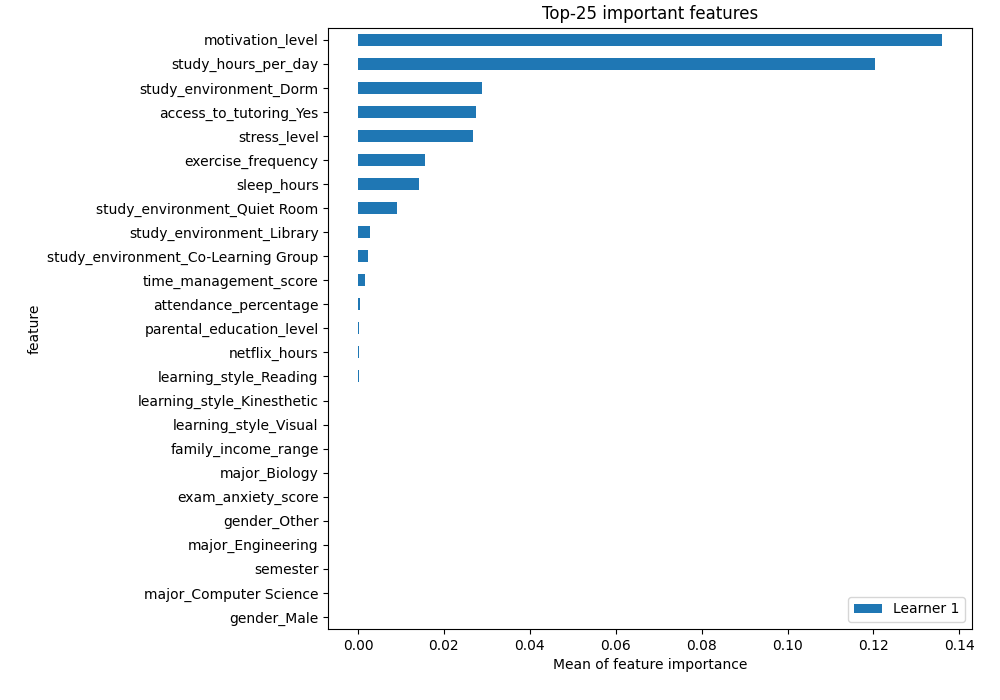 Top-25 important features
motivation_level
study_hours_per_day
study_environment_Dorm
access_to_tutoring_Yes
stress_level
exercise_frequency
sleep_hours
study_environment_Quiet Room
study_environment_Library
study_environment_Co-Learning Group
time_management_score
attendance_percentage
parental_education_level
netflix_hours
learning_style_Reading
learning_style_Kinesthetic
learning_style_Visual
family_income_range
major_Biology
exam_anxiety_score
gender_Other
major_Engineering
semester
major_Computer Science
gender_Male
feature
Learner 1
0.00 0.02 0.04 0.06 0.08 0.10 0.12 0.14
Mean of feature importance